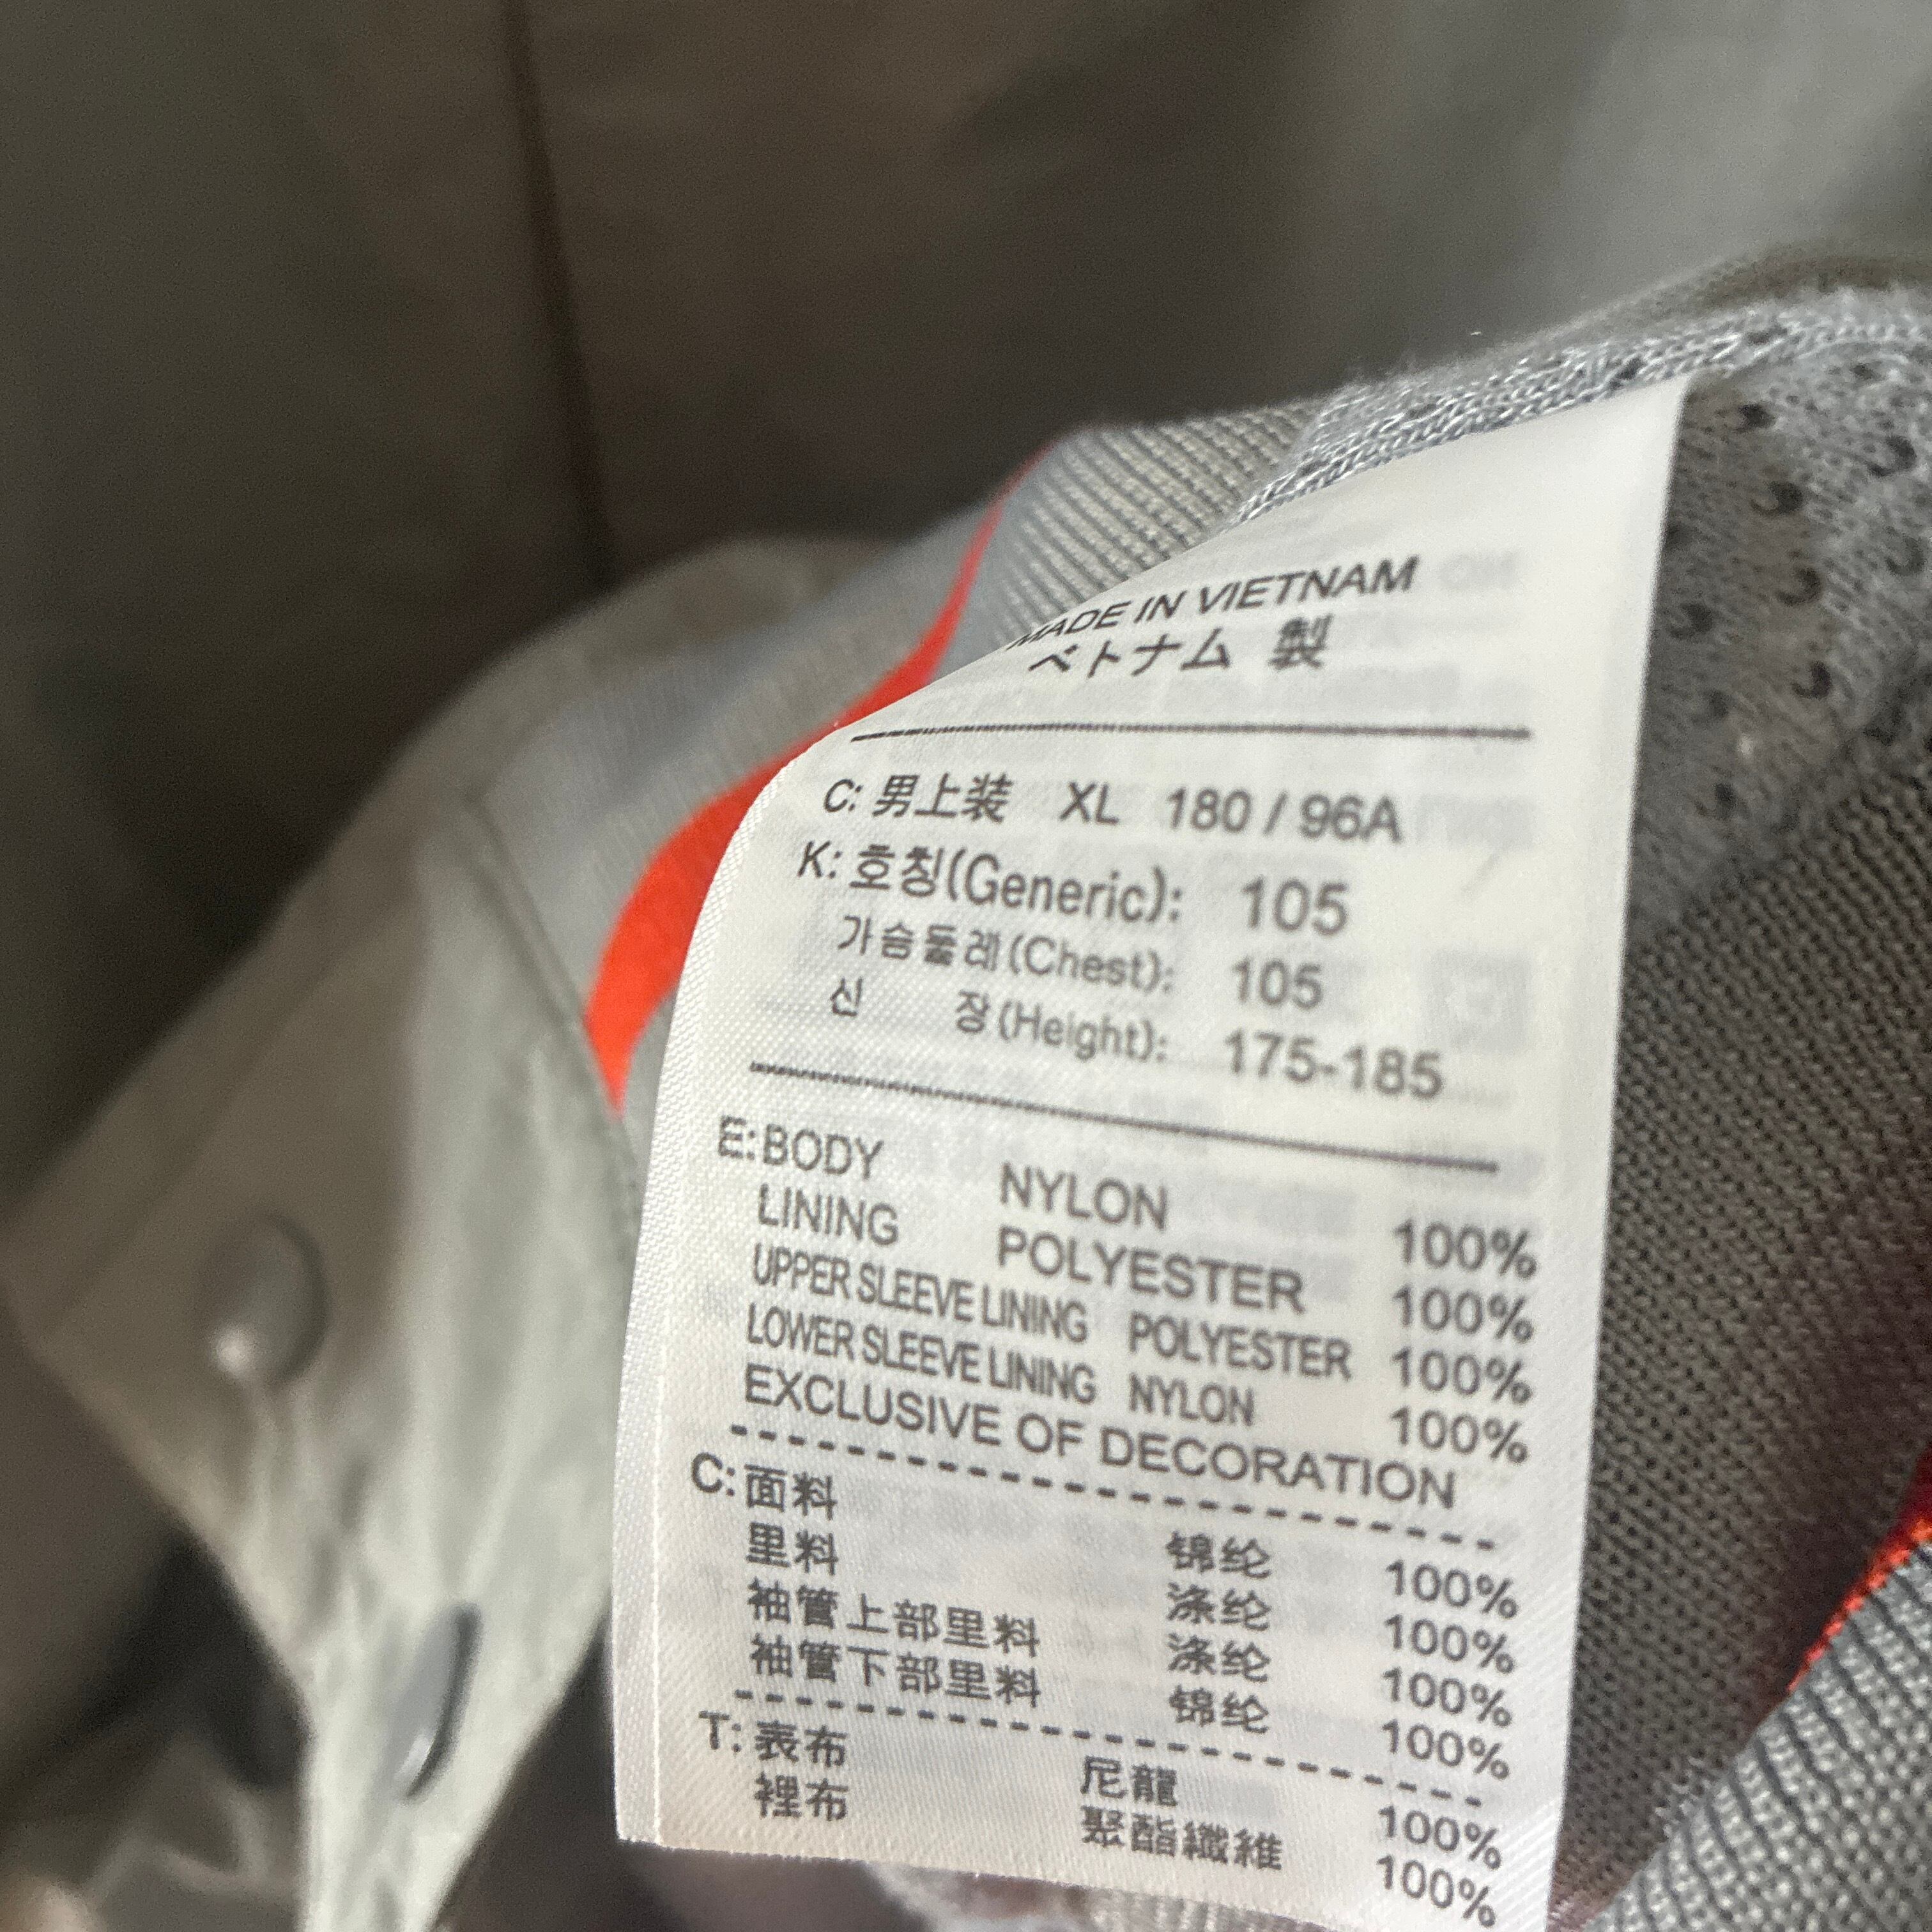 MADE IN VIETNAM
ベトナム 製
C: 男上装 XL 180 / 96A
K: 호칭(Generic): 105
가슴둘레(Chest): 105
신 장(Height): 175-185
E: BODY NYLON 100%
LINING POLYESTER 100%
UPPER SLEEVE LINING POLYESTER 100%
LOWER SLEEVE LINING NYLON 100%
EXCLUSIVE OF DECORATION
C: 面料 锦纶 100%
里料 涤纶 100%
袖管上部里料 涤纶 100%
袖管下部里料 锦纶 100%
T: 表布 尼龍 100%
裡布 聚酯纖維 100%